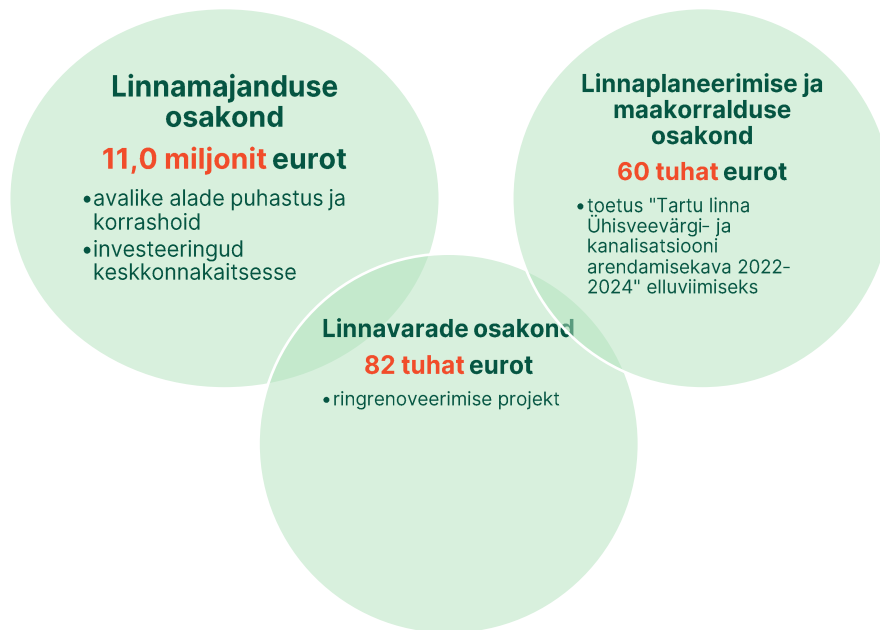 Linnamajanduse
osakond
11,0 miljonit eurot
•avalike alade puhastus ja
korrashoid
•investeeringud
keskkonnakaitsesse
Linnaplaneerimise ja
maakorralduse
osakond
60 tuhat eurot
•toetus "Tartu linna
Ühisveevärgi- ja
kanalisatsiooni
arendamisekava 2022-
2024" elluviimiseks
Linnavarade osakond
82 tuhat eurot
•ringrenoveerimise projekt